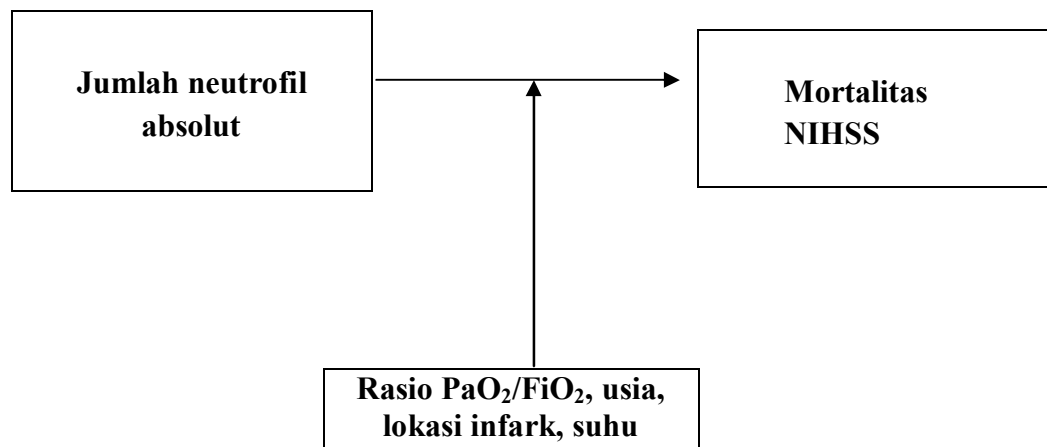 Jumlah neutrofil
absolut
Mortalitas
NIHSS
Rasio PaO₂/FiO₂, usia,
lokasi infark, suhu